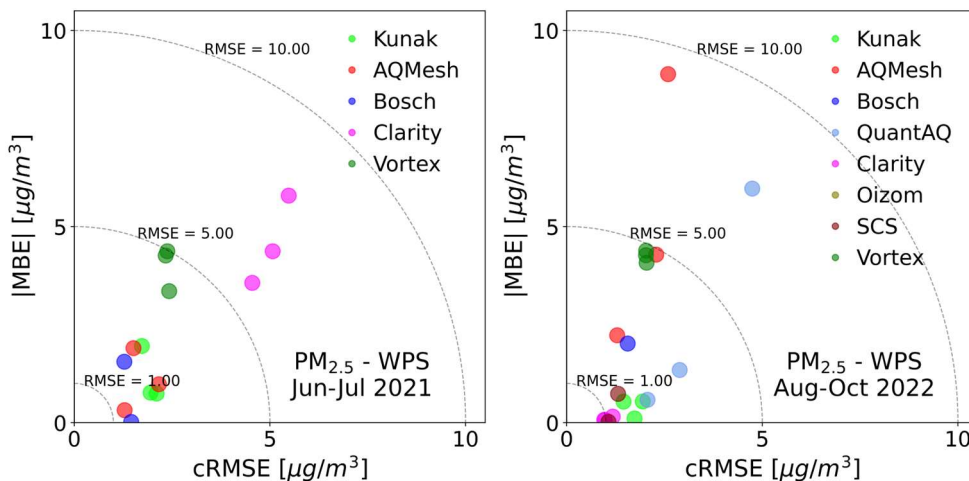 10
5
0
|MBE| [μg/m³]
RMSE = 10.00
RMSE = 5.00
RMSE = 1.00
Kunak
AQMesh
Bosch
Clarity
Vortex
PM₂.₅ - WPS
Jun-Jul 2021
0
5
10
cRMSE [μg/m³]
10
5
0
|MBE| [μg/m³]
RMSE = 10.00
RMSE = 5.00
RMSE = 1.00
Kunak
AQMesh
Bosch
QuantAQ
Clarity
Oizom
SCS
Vortex
PM₂.₅ - WPS
Aug-Oct 2022
0
5
10
cRMSE [μg/m³]